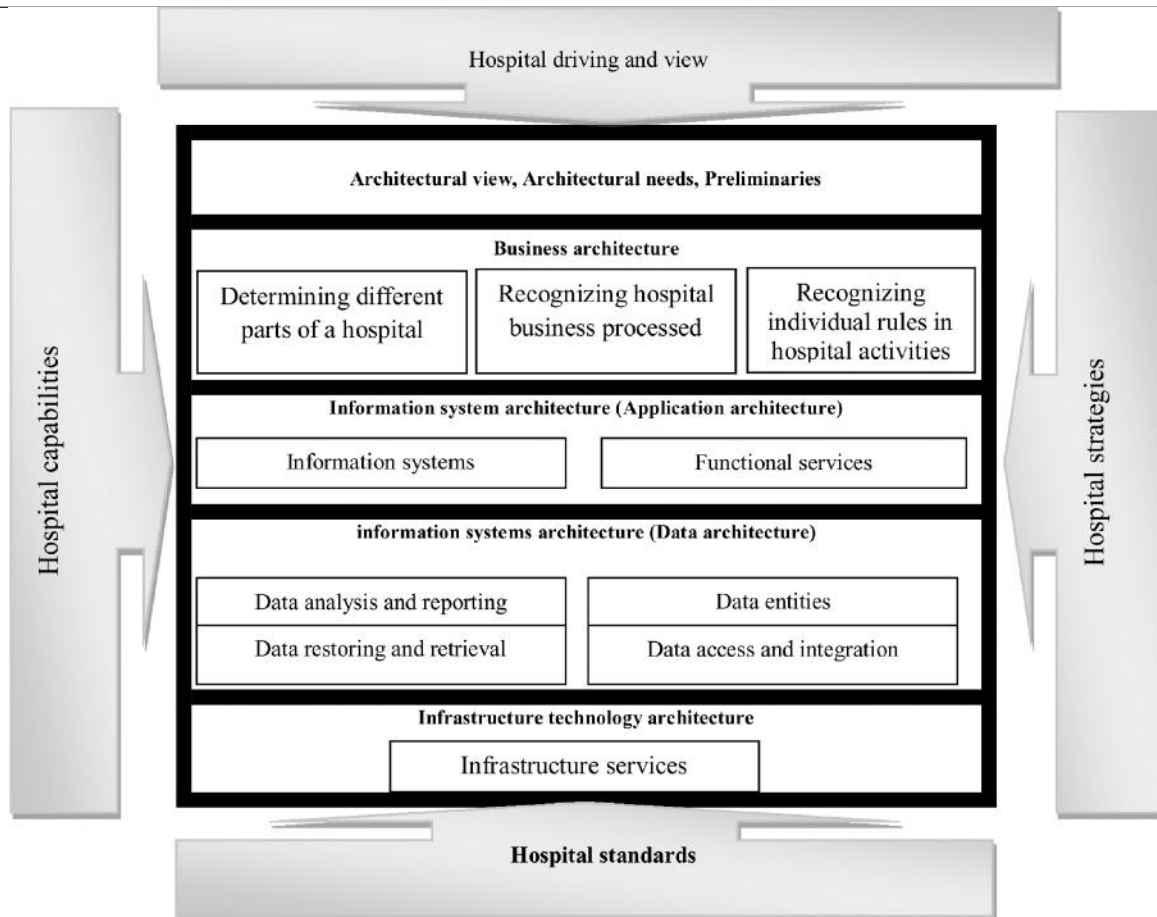 Hospital driving and view
Architectural view, Architectural needs, Preliminaries
Business architecture
Determining different
parts of a hospital
Recognizing hospital
business processed
Recognizing
individual rules in
hospital activities
Information system architecture (Application architecture)
Information systems
Functional services
information systems architecture (Data architecture)
Data analysis and reporting
Data entities
Data restoring and retrieval
Data access and integration
Infrastructure technology architecture
Infrastructure services
Hospital capabilities
Hospital strategies
Hospital standards